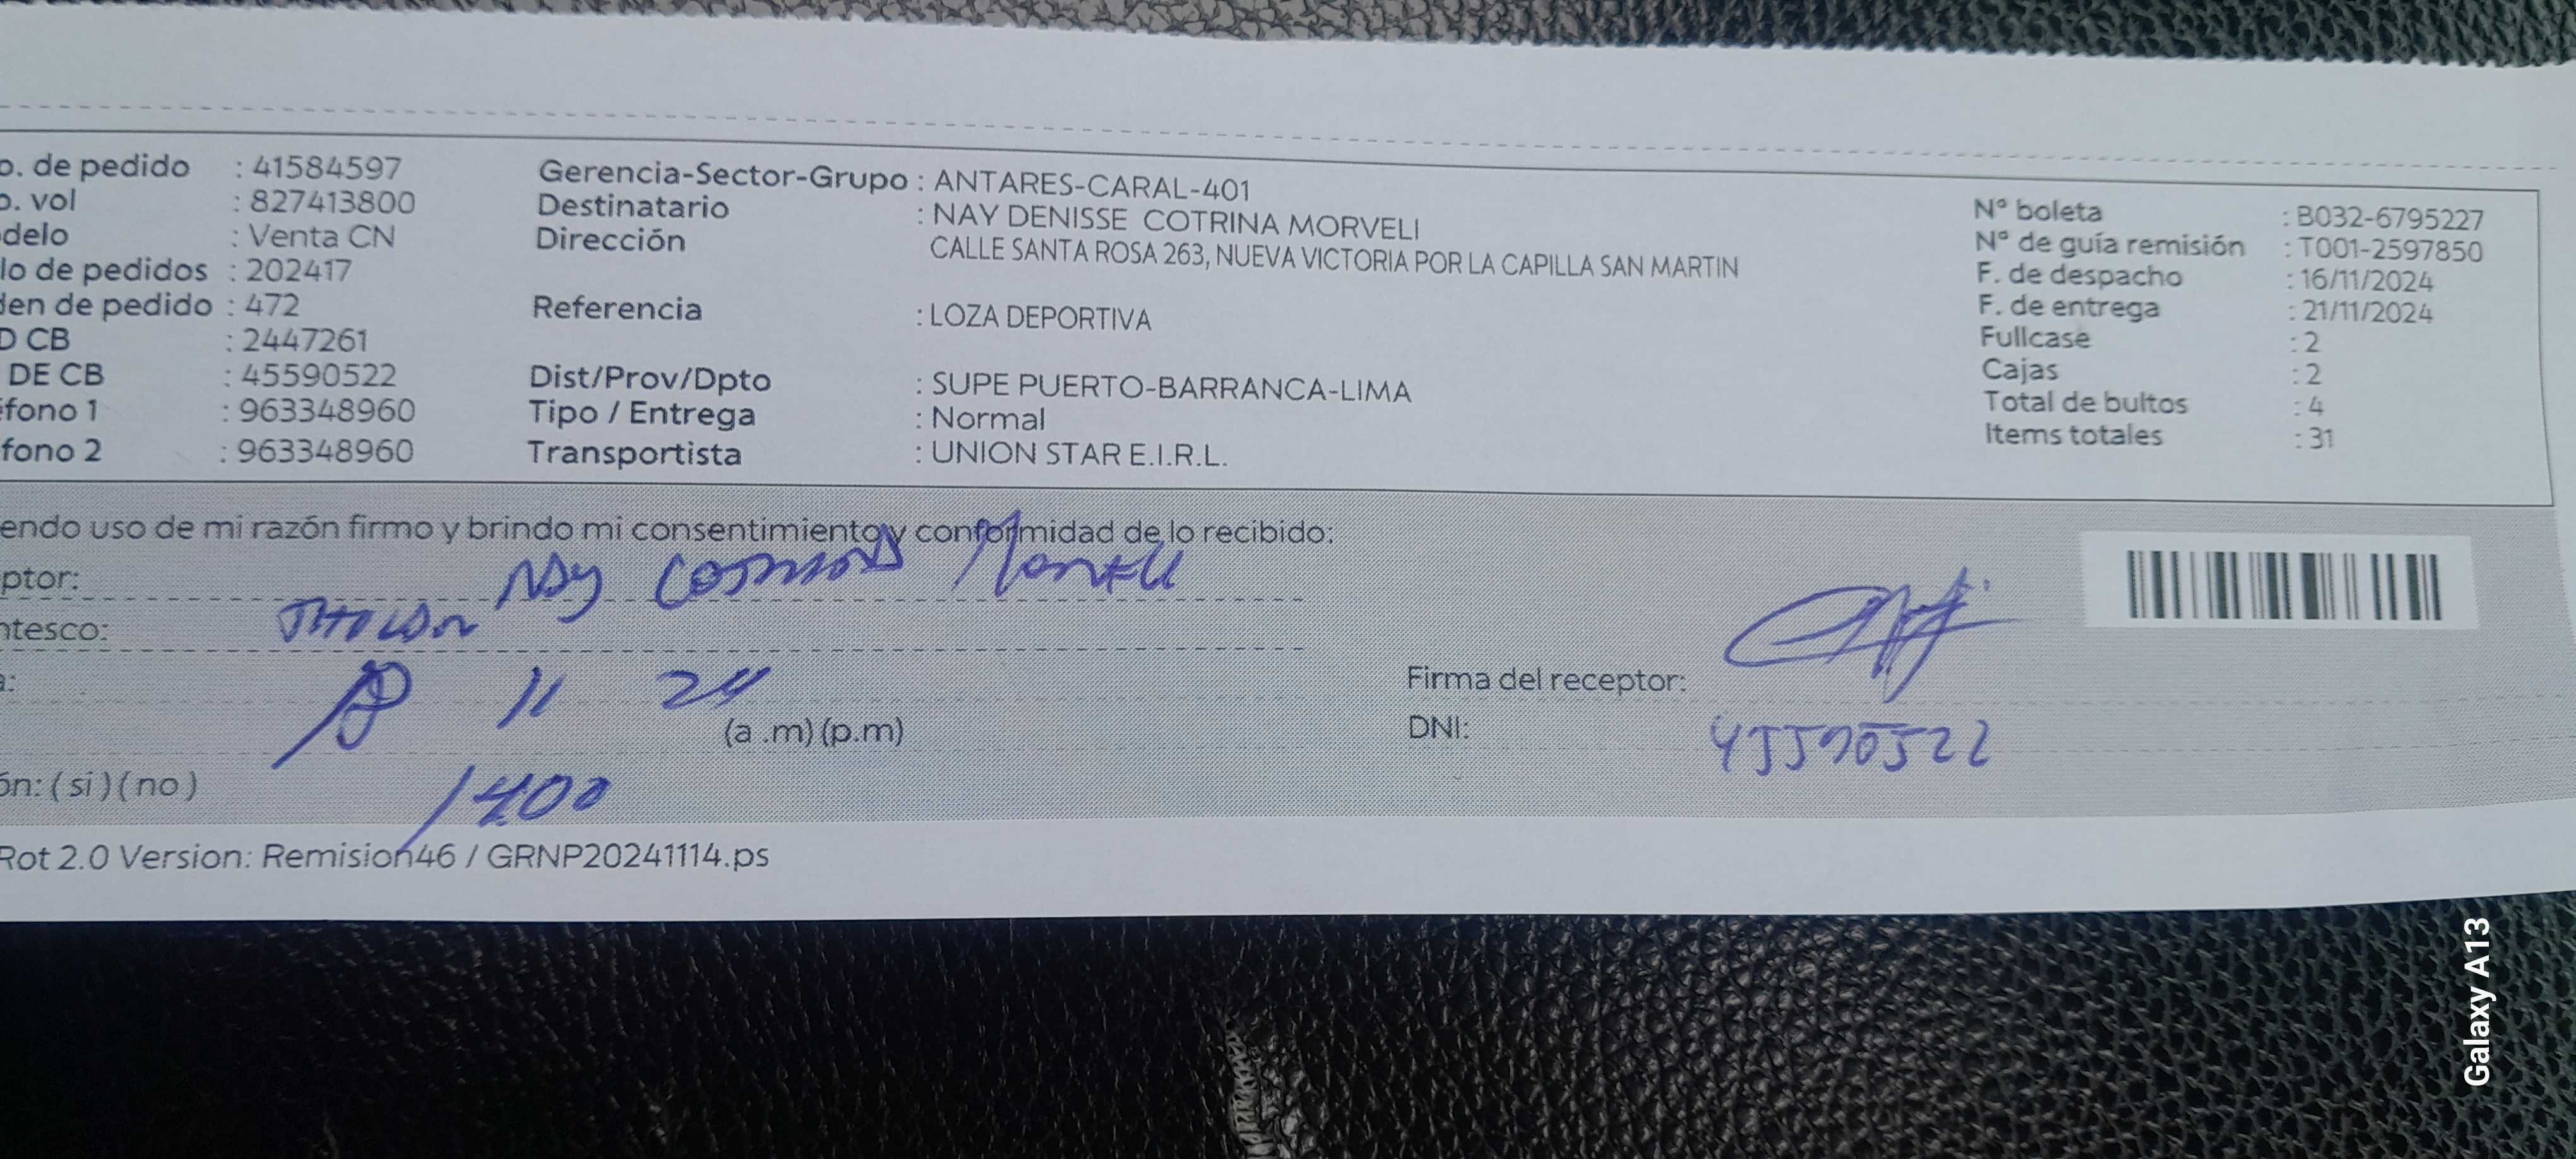 o. de pedido : 41584597
o. vol : 827413800
delo : Venta CN
lo de pedidos : 202417
den de pedido : 472
D CB : 2447261
DE CB : 45590522
éfono 1 : 963348960
fono 2 : 963348960
Gerencia-Sector-Grupo : ANTARES-CARAL-401
Destinatario : NAY DENISSE COTRINA MORVELI
Dirección CALLE SANTA ROSA 263, NUEVA VICTORIA POR LA CAPILLA SAN MARTIN
Referencia : LOZA DEPORTIVA
Dist/Prov/Dpto : SUPE PUERTO-BARRANCA-LIMA
Tipo / Entrega : Normal
Transportista : UNION STAR E.I.R.L.
N° boleta : B032-6795227
N° de guía remisión : T001-2597850
F. de despacho : 16/11/2024
F. de entrega : 21/11/2024
Fullcase : 2
Cajas : 2
Total de bultos : 4
Items totales : 31
endo uso de mi razón firmo y brindo mi consentimiento y conformidad de lo recibido:
ptor: Nay Cotrina Morveli
ntesco: Titular
a: 11 24
(a .m) (p.m)
ón: ( si ) ( no ) 1400
Firma del receptor:
DNI: 45590522
Rot 2.0 Version: Remision46 / GRNP20241114.ps
Galaxy A13